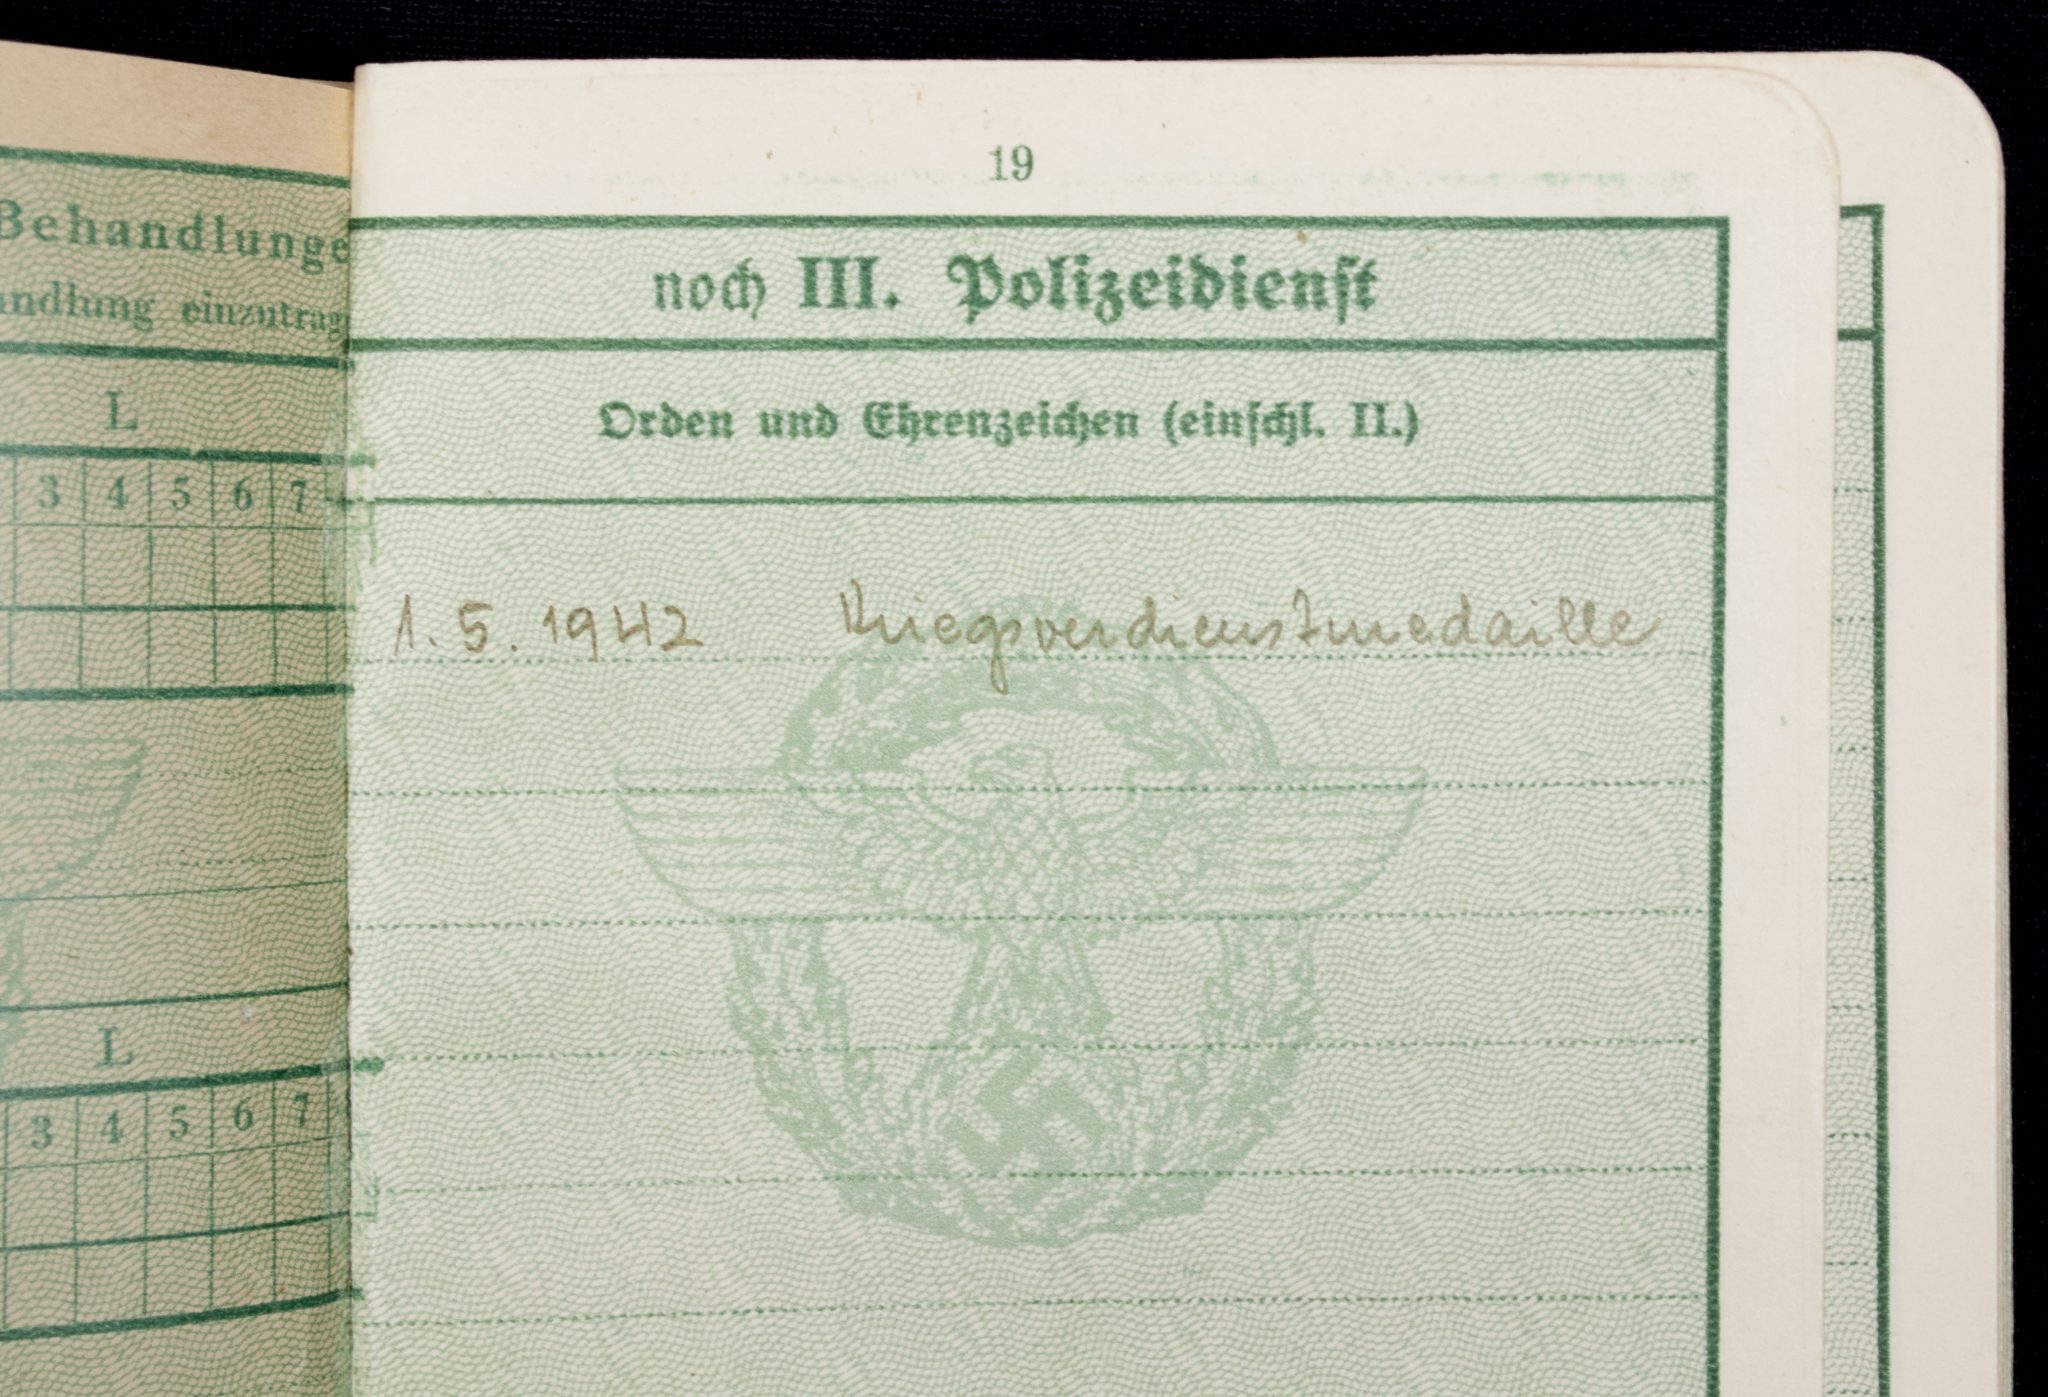 Behandlunge
andlung einzutrag
L
3 4 5 6 7
L
3 4 5 6 7
19
noch III. Polizeidienst
Orden und Ehrenzeichen (einschl. II.)
1. 5. 1942 Kriegsverdienstmedaille